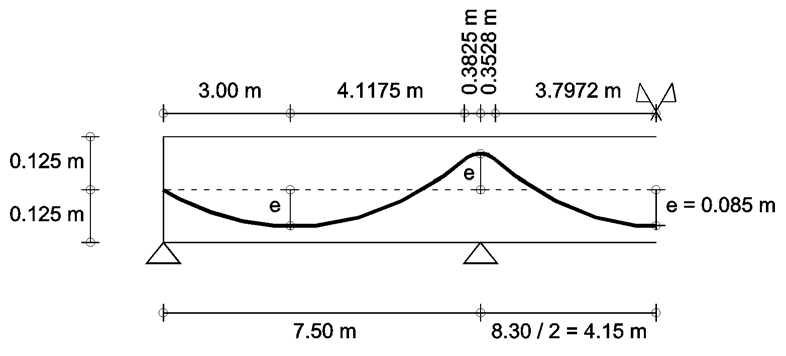 0.3825 m
0.3528 m
3.00 m
4.1175 m
3.7972 m
0.125 m
0.125 m
e
e
e = 0.085 m
7.50 m
8.30 / 2 = 4.15 m